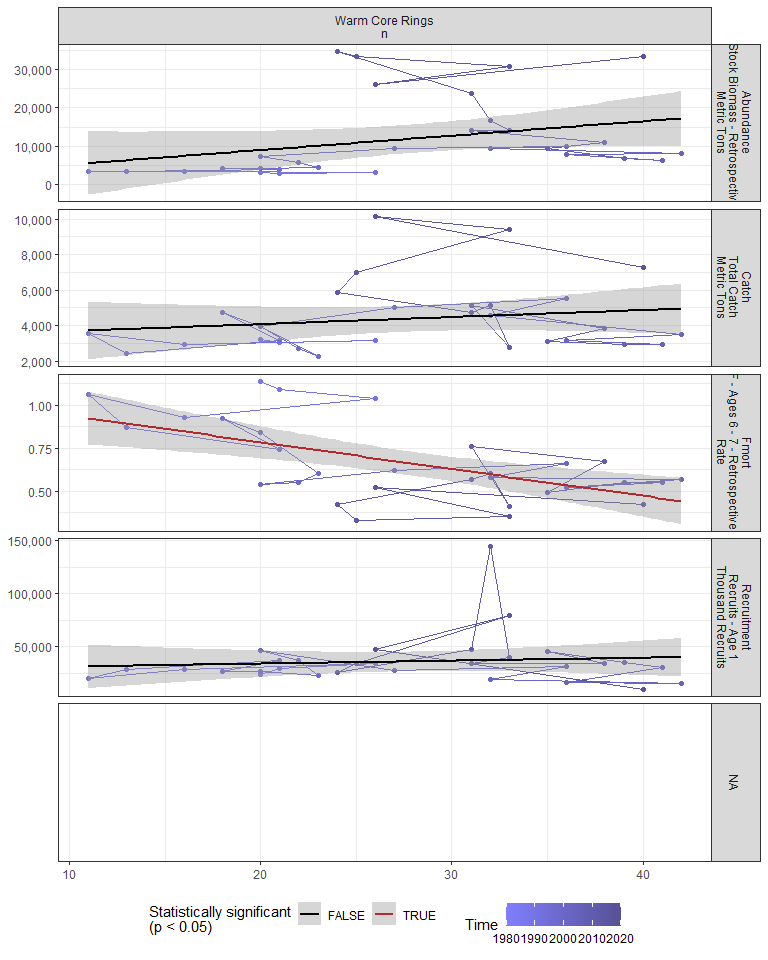 Warm Core Rings
n
30,000
20,000
10,000
0
Abundance
Stock Biomass - Retrospectiv
Metric Tons
10,000
8,000
6,000
4,000
2,000
Catch
Total Catch
Metric Tons
1.00
0.75
0.50
Fmort
F - Ages 6 - 7 - Retrospective
Rate
150,000
100,000
50,000
Recruitment
Recruits - Age 1
Thousand Recruits
NA
10 20 30 40
Statistically significant
(p < 0.05)
FALSE TRUE
Time
1980 1990 2000 2010 2020